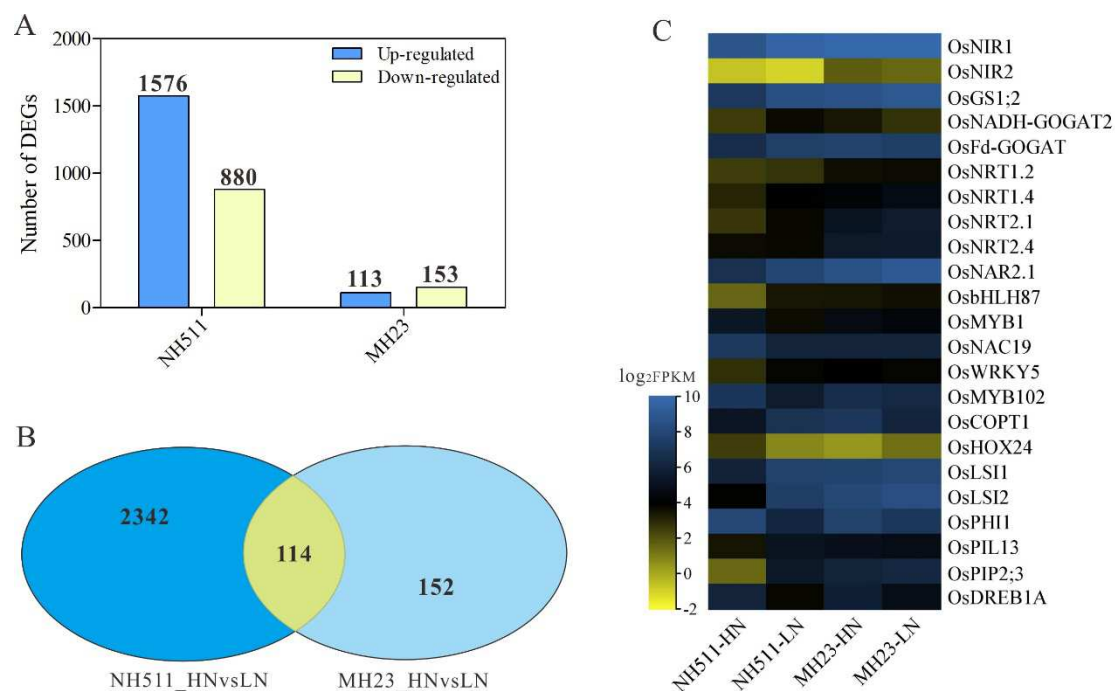 A
Number of DEGs
2000
1500
1000
500
0
Up-regulated
Down-regulated
1576
880
113
153
NH511
MH23
B
2342
114
152
NH511_HNvsLN
MH23_HNvsLN
C
log2FPKM
10
8
6
4
2
0
-2
OsNIR1
OsNIR2
OsGS1;2
OsNADH-GOGAT2
OsFd-GOGAT
OsNRT1.2
OsNRT1.4
OsNRT2.1
OsNRT2.4
OsNAR2.1
OsbHLH87
OsMYB1
OsNAC19
OsWRKY5
OsMYB102
OsCOPT1
OsHOX24
OsLSI1
OsLSI2
OsPHI1
OsPIL13
OsPIP2;3
OsDREB1A
NH511-HN
NH511-LN
MH23-HN
MH23-LN